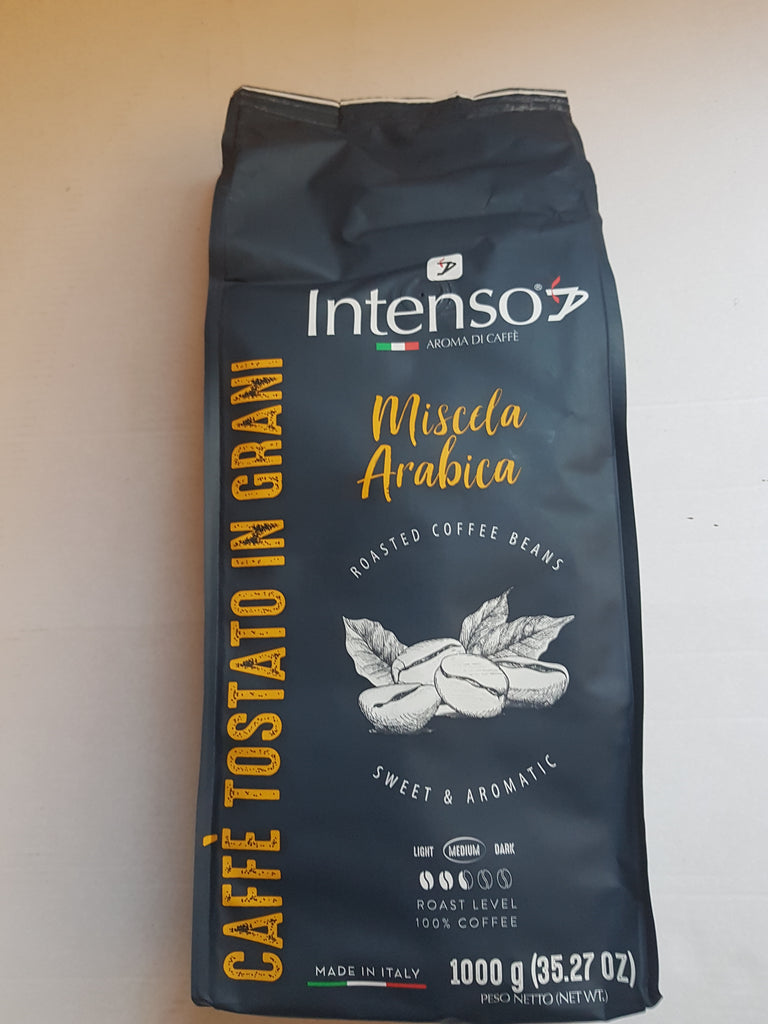 Intenso®
AROMA DI CAFFÈ
Miscela
Arabica
CAFFÈ TOSTATO IN GRANI
ROASTED COFFEE BEANS
SWEET & AROMATIC
LIGHT MEDIUM DARK
ROAST LEVEL
100% COFFEE
MADE IN ITALY
1000 g (35.27 OZ)
PESO NETTO (NET WT.)